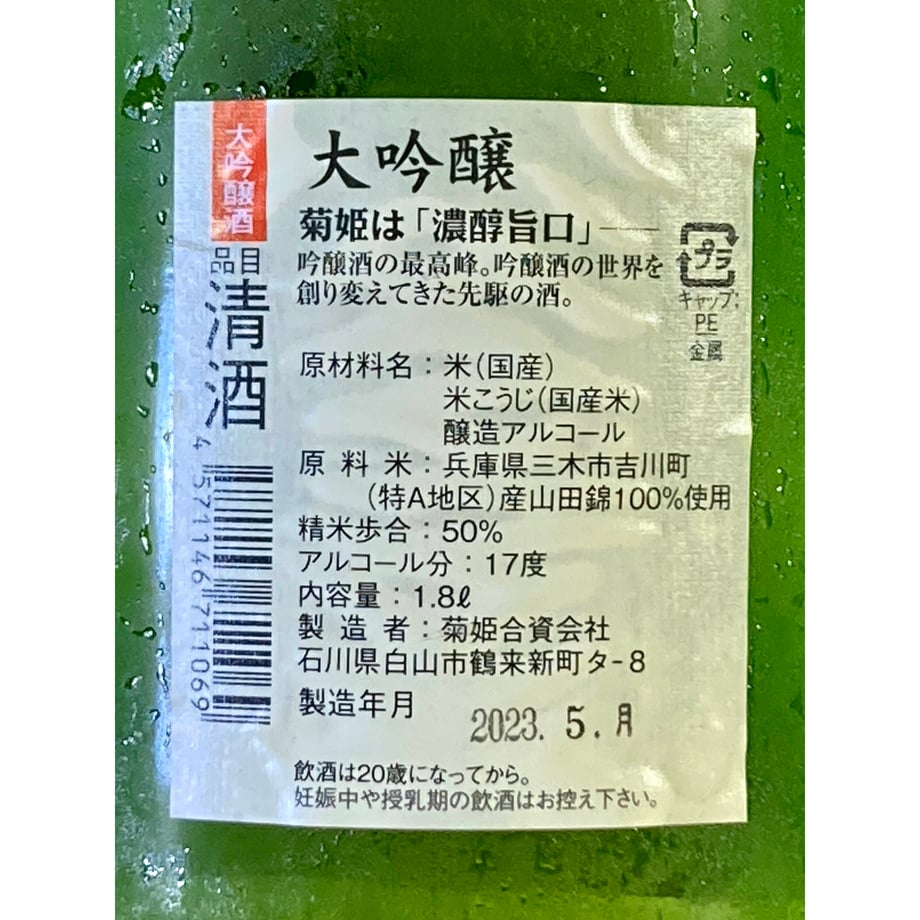 大吟醸酒
品目
清酒
4 571146 711069
大吟醸
菊姫は「濃醇旨口」――
吟醸酒の最高峰。吟醸酒の世界を
創り変えてきた先駆の酒。
プラ
キャップ:
PE
金属
原材料名：米(国産)
米こうじ(国産米)
醸造アルコール
原料米：兵庫県三木市吉川町
(特A地区)産山田錦100%使用
精米歩合：50%
アルコール分：17度
内容量：1.8ℓ
製造者：菊姫合資会社
石川県白山市鶴来新町タ-8
製造年月 2023. 5. 月
飲酒は20歳になってから。
妊娠中や授乳期の飲酒はお控え下さい。